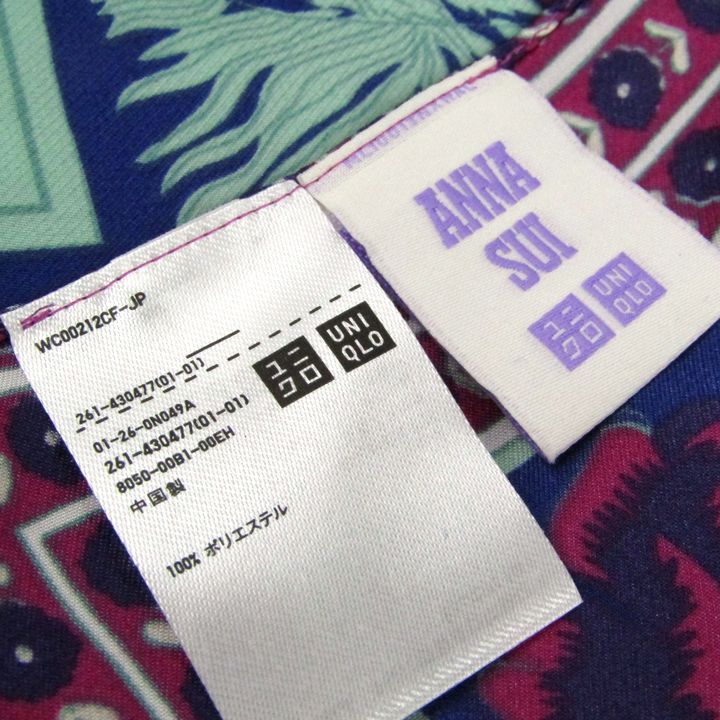 WC00212CF-JP
261-430477(01-01)
ユニ
クロ
UNI
QLO
01-26-0N049A
261-430477(01-01)
8050-00B1-00EH
中国製
100% ポリエステル
ANNA
SUI
ユニ
クロ
UNI
QLO